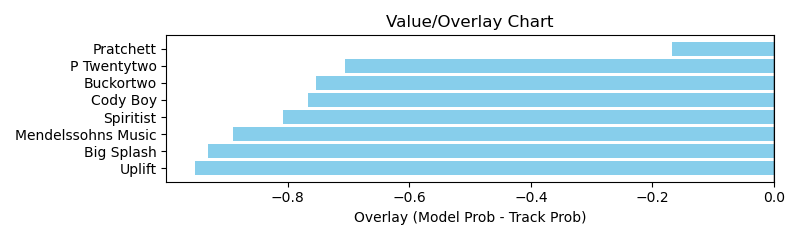 Value/Overlay Chart
Pratchett
P Twentytwo
Buckortwo
Cody Boy
Spiritist
Mendelssohns Music
Big Splash
Uplift
−0.8 −0.6 −0.4 −0.2 0.0
Overlay (Model Prob - Track Prob)